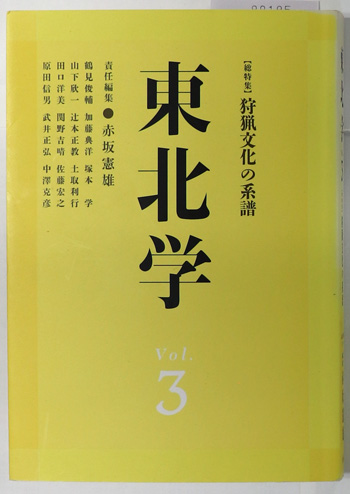 【総特集】狩猟文化の系譜
東北学
Vol.
3
責任編集●赤坂憲雄
鶴見俊輔 加藤典洋 塚本 学
山下欣一 辻本正教 土取利行
田口洋美 関野吉晴 佐藤宏之
原田信男 武井正弘 中澤克彦